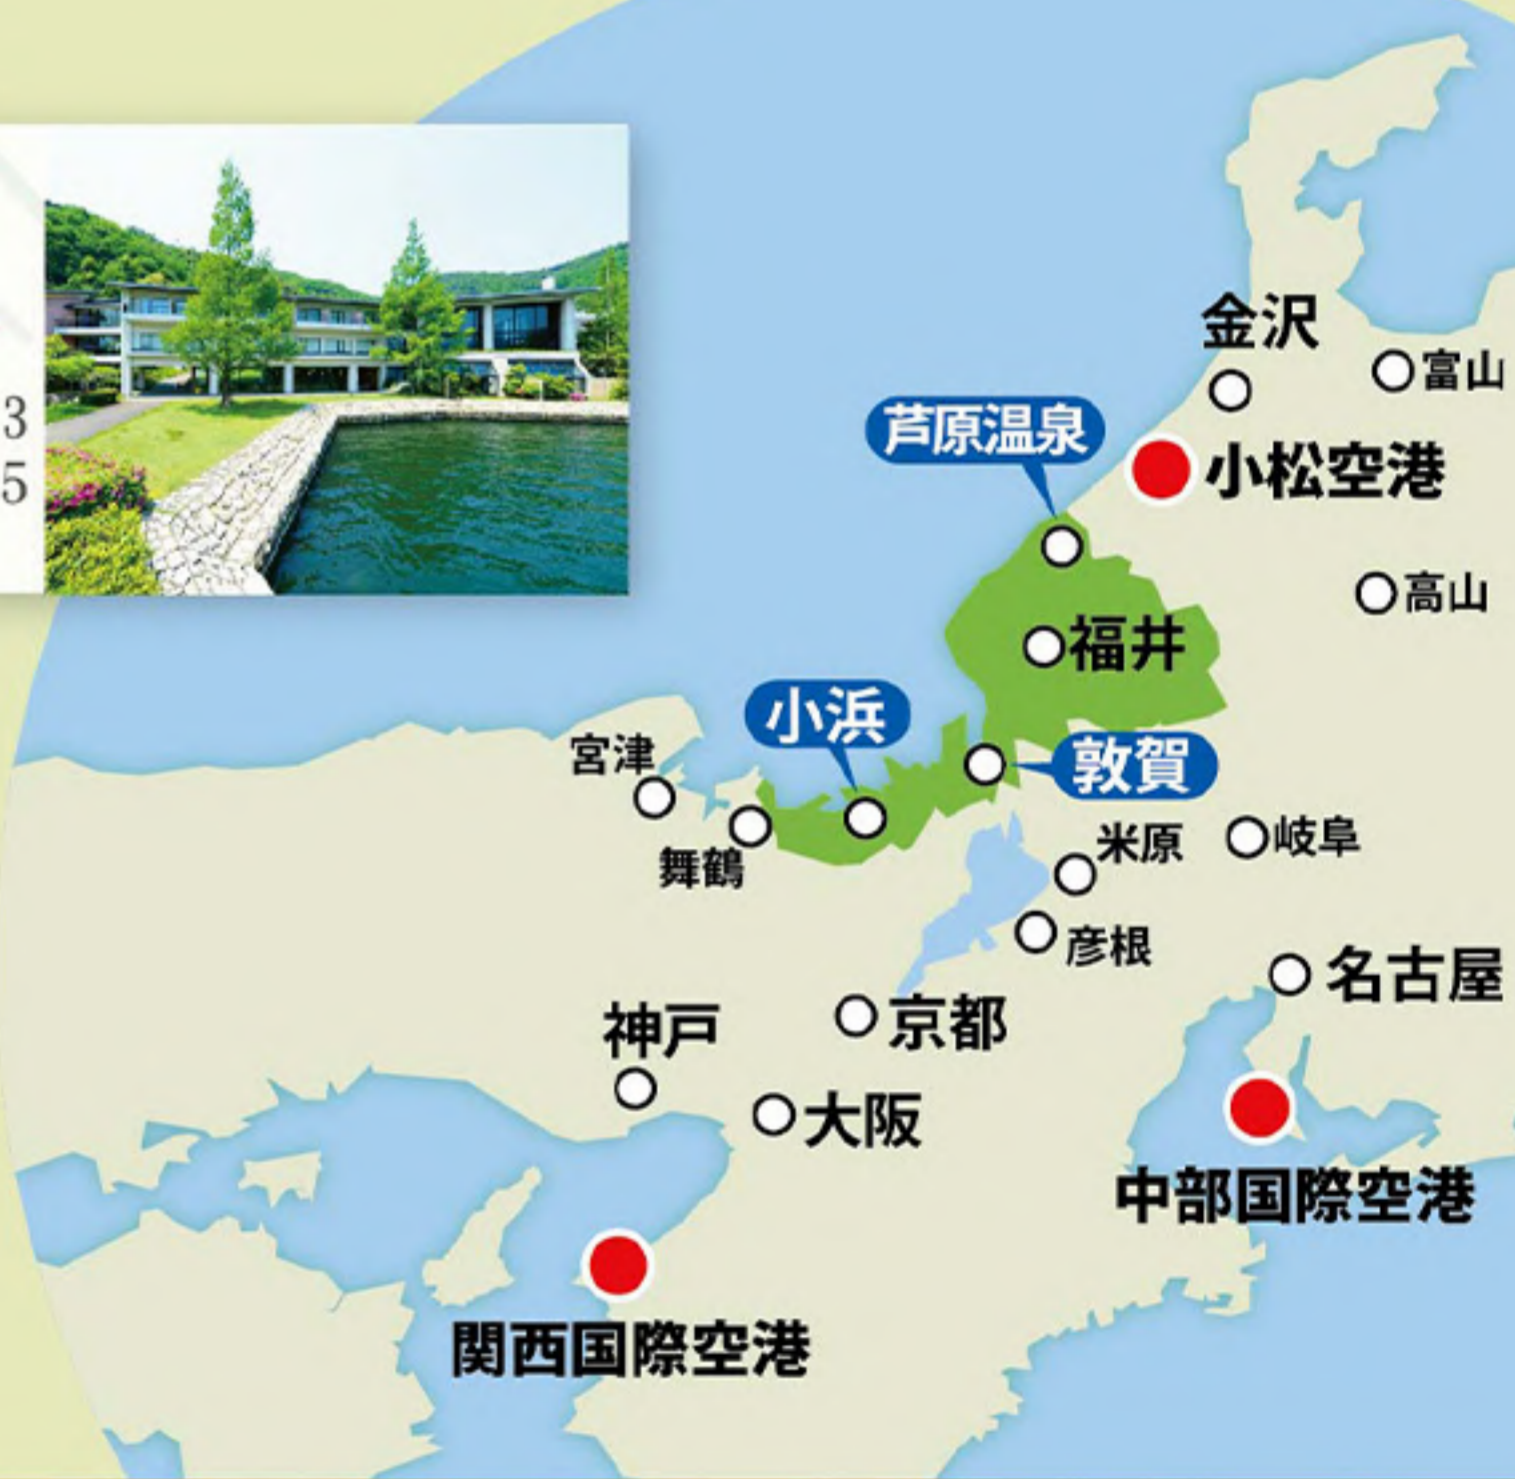 3
5
金沢
富山
芦原温泉
小松空港
高山
福井
小浜
宮津
敦賀
舞鶴
米原
岐阜
彦根
名古屋
京都
神戸
大阪
中部国際空港
関西国際空港